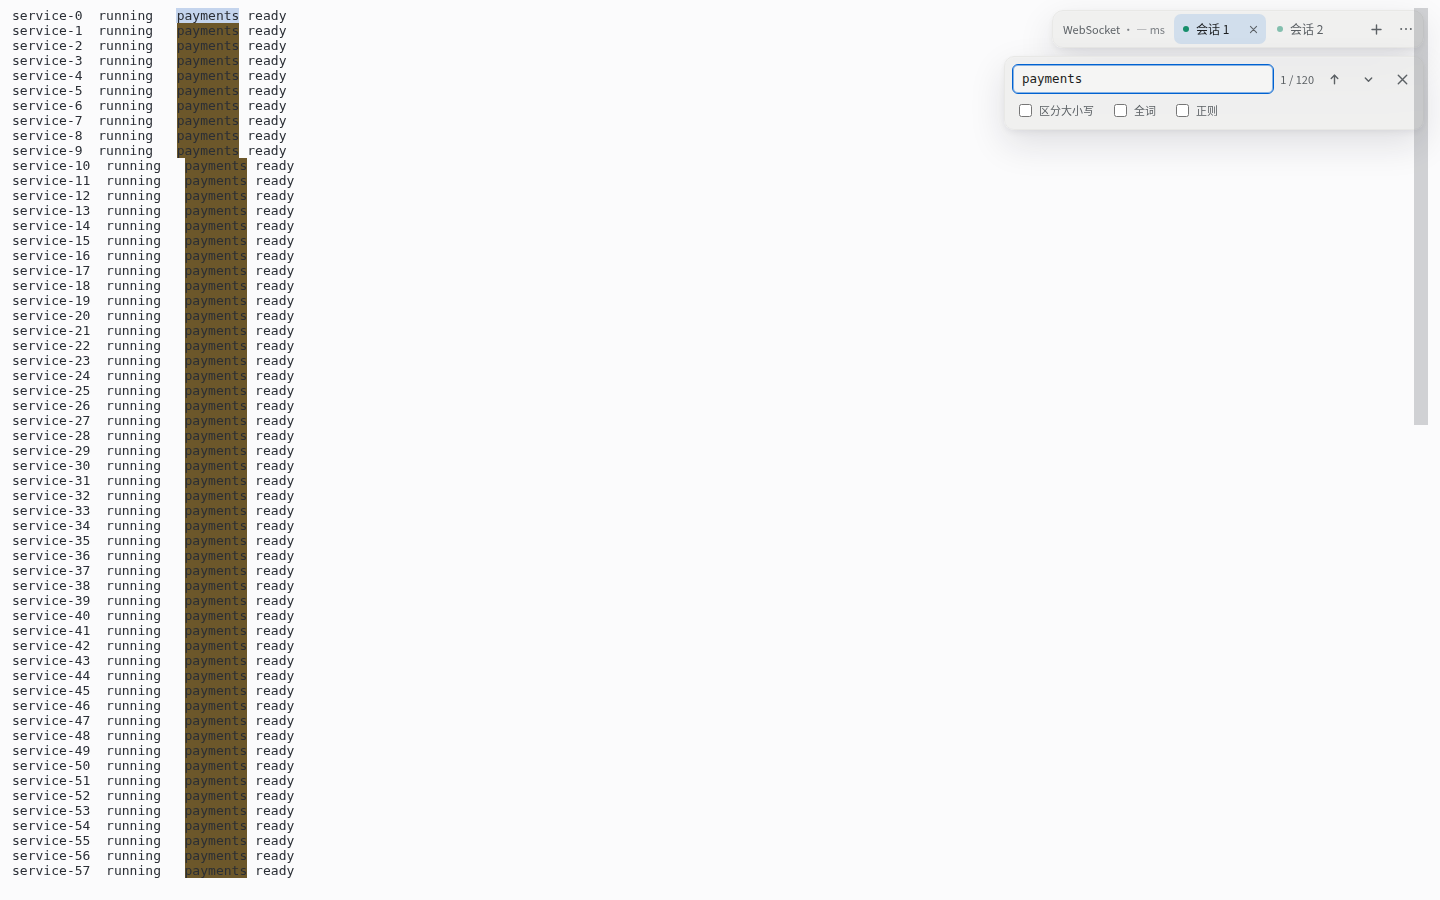 service-0  running   payments ready
service-1  running   payments ready
service-2  running   payments ready
service-3  running   payments ready
service-4  running   payments ready
service-5  running   payments ready
service-6  running   payments ready
service-7  running   payments ready
service-8  running   payments ready
service-9  running   payments ready
service-10  running   payments ready
service-11  running   payments ready
service-12  running   payments ready
service-13  running   payments ready
service-14  running   payments ready
service-15  running   payments ready
service-16  running   payments ready
service-17  running   payments ready
service-18  running   payments ready
service-19  running   payments ready
service-20  running   payments ready
service-21  running   payments ready
service-22  running   payments ready
service-23  running   payments ready
service-24  running   payments ready
service-25  running   payments ready
service-26  running   payments ready
service-27  running   payments ready
service-28  running   payments ready
service-29  running   payments ready
service-30  running   payments ready
service-31  running   payments ready
service-32  running   payments ready
service-33  running   payments ready
service-34  running   payments ready
service-35  running   payments ready
service-36  running   payments ready
service-37  running   payments ready
service-38  running   payments ready
service-39  running   payments ready
service-40  running   payments ready
service-41  running   payments ready
service-42  running   payments ready
service-43  running   payments ready
service-44  running   payments ready
service-45  running   payments ready
service-46  running   payments ready
service-47  running   payments ready
service-48  running   payments ready
service-49  running   payments ready
service-50  running   payments ready
service-51  running   payments ready
service-52  running   payments ready
service-53  running   payments ready
service-54  running   payments ready
service-55  running   payments ready
service-56  running   payments ready
service-57  running   payments ready
WebSocket · — ms 会话 1 会话 2
payments 1 / 120
区分大小写 全词 正则